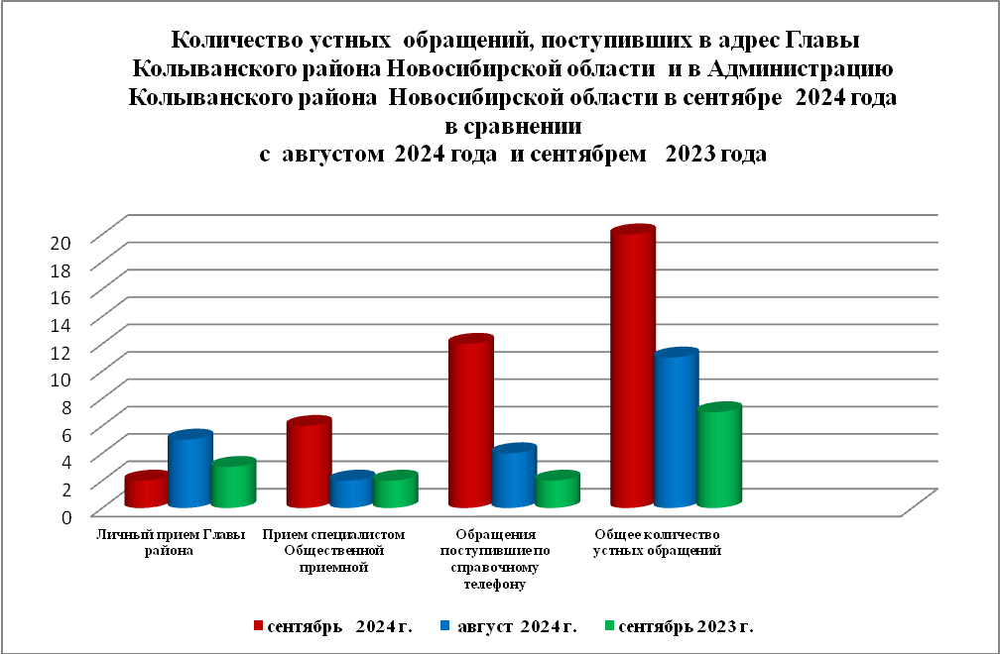 Количество устных обращений, поступивших в адрес Главы
Колыванского района Новосибирской области и в Администрацию
Колыванского района Новосибирской области в сентябре 2024 года
в сравнении
с августом 2024 года и сентябрем 2023 года
20
18
16
14
12
10
8
6
4
2
0
Личный прием Главы
района
Прием специалистом
Общественной
приемной
Обращения
поступившие по
справочному
телефону
Общее количество
устных обращений
сентябрь 2024 г.
август 2024 г.
сентябрь 2023 г.